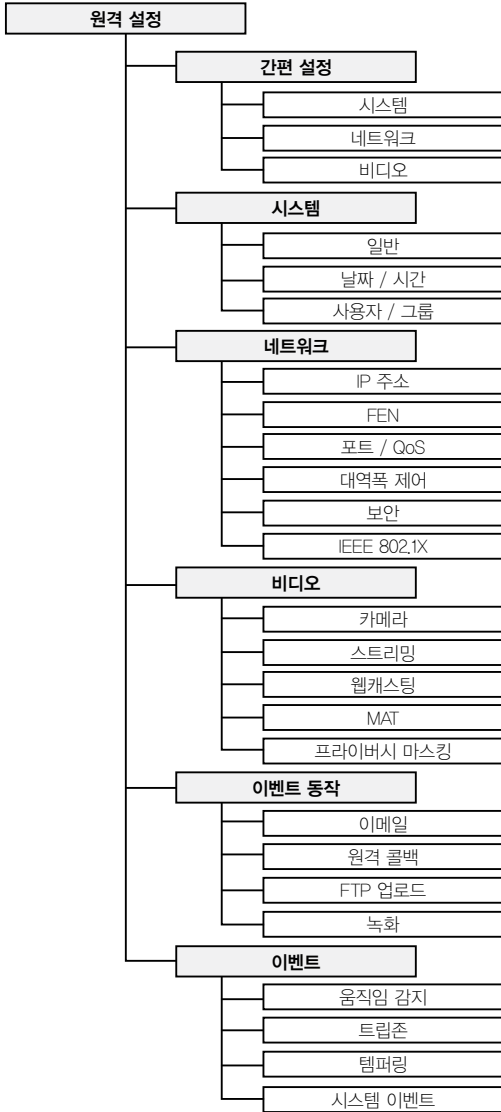 원격 설정
간편 설정
시스템
네트워크
비디오
시스템
일반
날짜 / 시간
사용자 / 그룹
네트워크
IP 주소
FEN
포트 / QoS
대역폭 제어
보안
IEEE 802.1X
비디오
카메라
스트리밍
웹캐스팅
MAT
프라이버시 마스킹
이벤트 동작
이메일
원격 콜백
FTP 업로드
녹화
이벤트
움직임 감지
트립존
템퍼링
시스템 이벤트